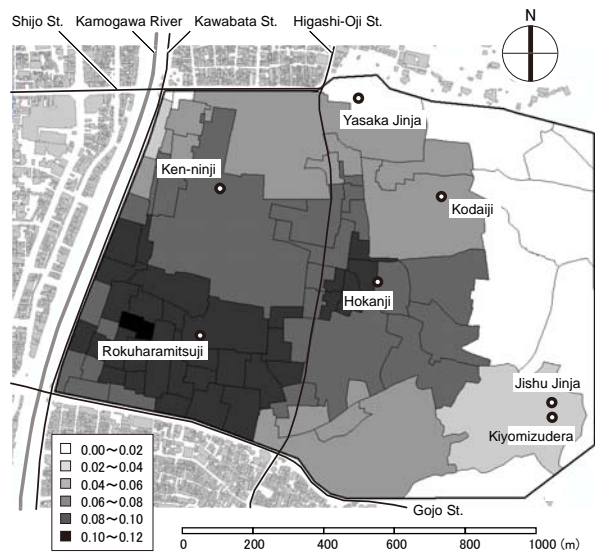 Shijo St. Kamogawa River Kawabata St. Higashi-Oji St.
N
Yasaka Jinja
Ken-ninji
Kodaiji
Hokanji
Rokuharamitsuji
Jishu Jinja
Kiyomizudera
0.00～0.02
0.02～0.04
0.04～0.06
0.06～0.08
0.08～0.10
0.10～0.12
Gojo St.
0 200 400 600 800 1000 (m)